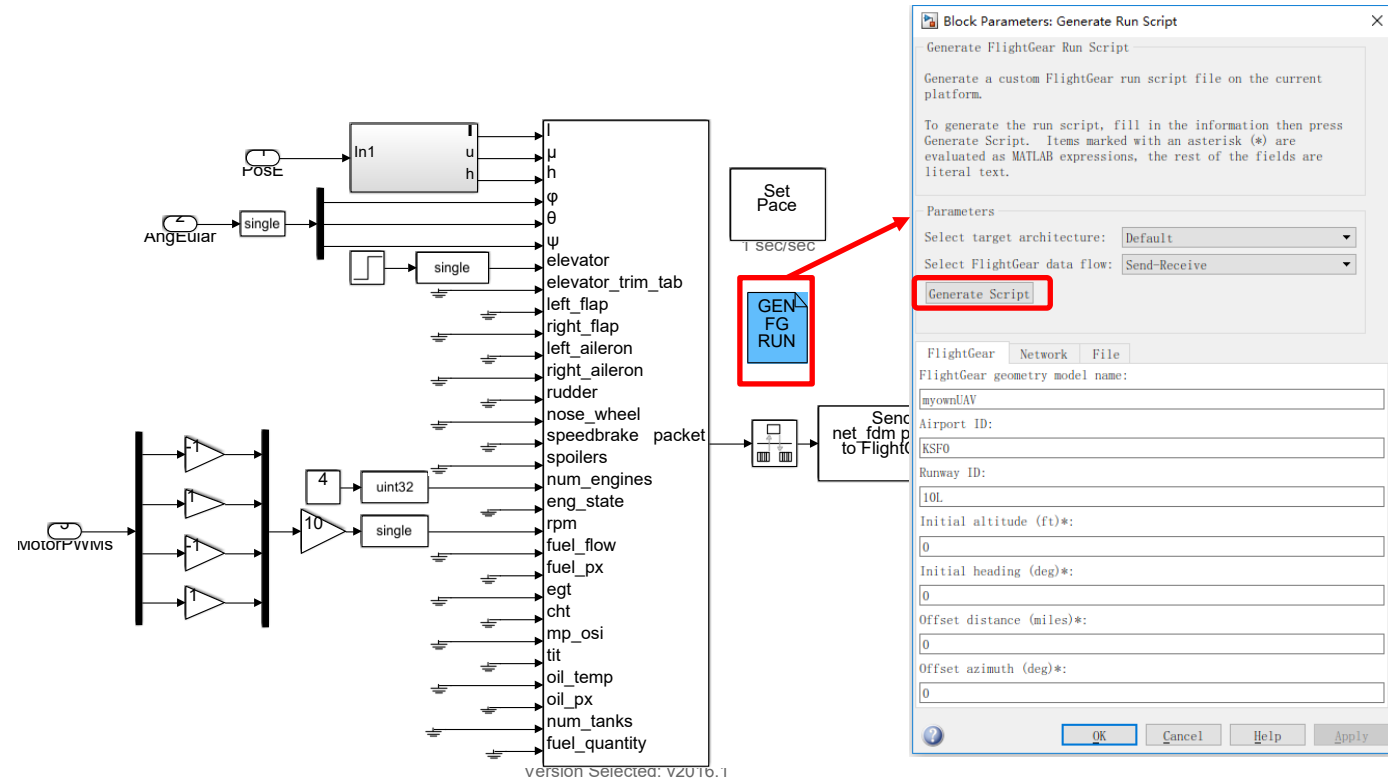 1
PosE
In1
l
u
h
2
AngEular
single
single
MotorPWMs
-1
1
-1
1
10
4
uint32
single
l
μ
h
φ
θ
ψ
elevator
elevator_trim_tab
left_flap
right_flap
left_aileron
right_aileron
rudder
nose_wheel
speedbrake packet
spoilers
num_engines
eng_state
rpm
fuel_flow
fuel_px
egt
cht
mp_osi
tit
oil_temp
oil_px
num_tanks
fuel_quantity
Version Selected: v2016.1
Set
Pace
1 sec/sec
GEN
FG
RUN
Send
net_fdm p
to FlightG
Block Parameters: Generate Run Script
Generate FlightGear Run Script
Generate a custom FlightGear run script file on the current
platform.
To generate the run script, fill in the information then press
Generate Script. Items marked with an asterisk (*) are
evaluated as MATLAB expressions, the rest of the fields are
literal text.
Parameters
Select target architecture: Default
Select FlightGear data flow: Send-Receive
Generate Script
FlightGear Network File
FlightGear geometry model name:
myownUAV
Airport ID:
KSFO
Runway ID:
10L
Initial altitude (ft)*:
0
Initial heading (deg)*:
0
Offset distance (miles)*:
0
Offset azimuth (deg)*:
0
OK Cancel Help Apply